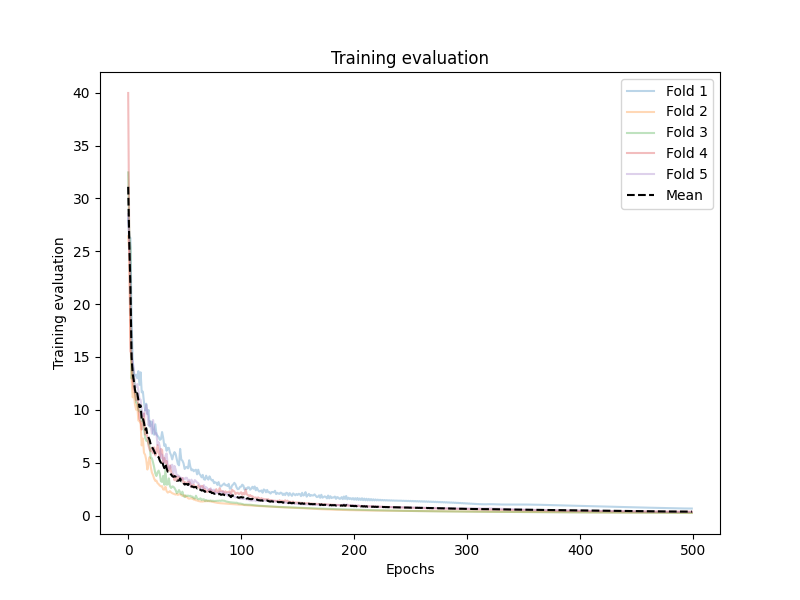 Training evaluation
Training evaluation
40
35
30
25
20
15
10
5
0
0 100 200 300 400 500
Epochs
Fold 1
Fold 2
Fold 3
Fold 4
Fold 5
Mean